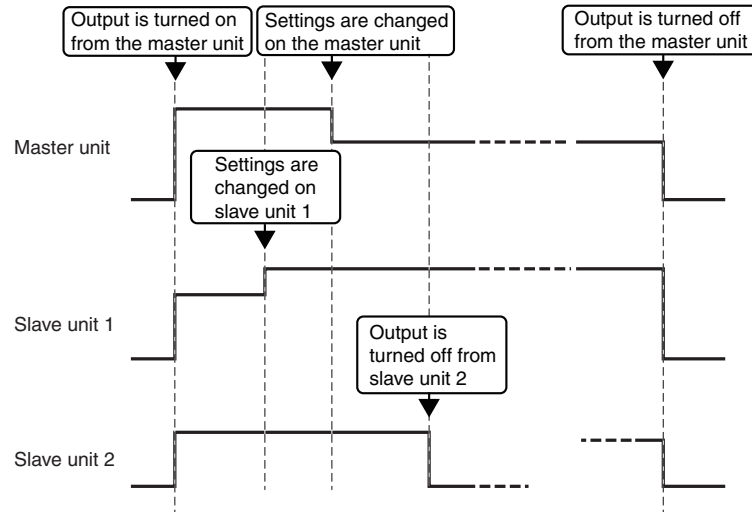 Output is turned on
from the master unit
Settings are changed
on the master unit
Output is turned off
from the master unit
Master unit
Settings are
changed on
slave unit 1
Slave unit 1
Output is
turned off from
slave unit 2
Slave unit 2